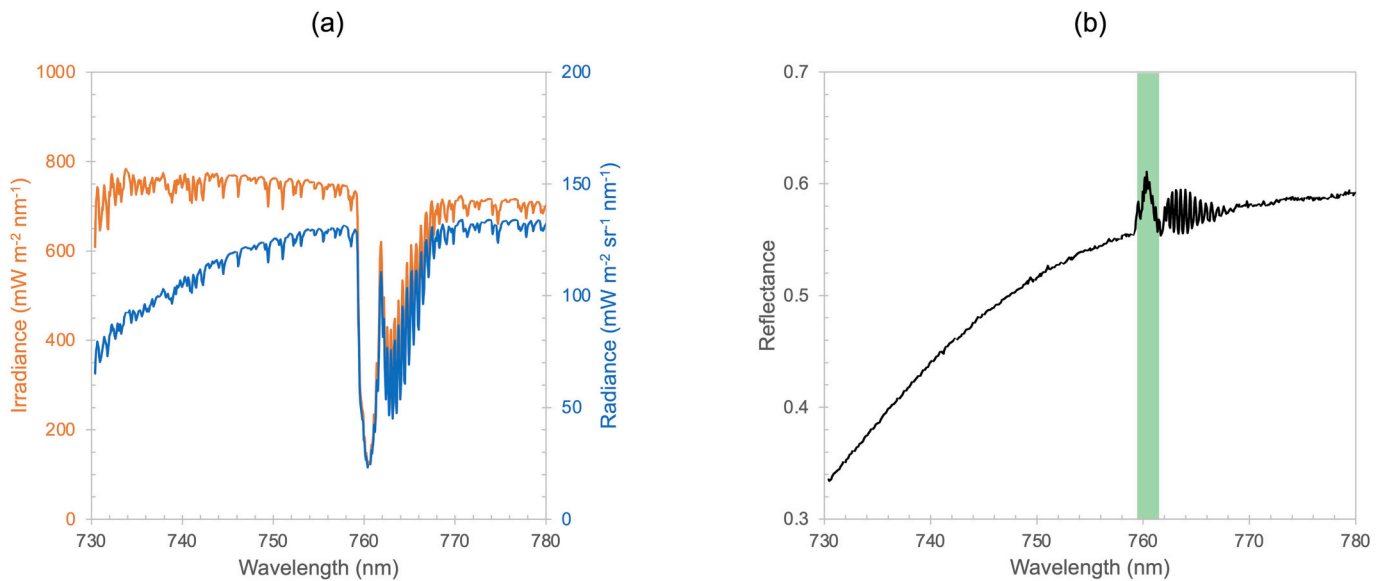 (a)
1000
800
600
400
200
0
Irradiance (mW m-2 nm-1)
200
150
100
50
0
Radiance (mW m-2 sr-1 nm-1)
730 740 750 760 770 780
Wavelength (nm)
(b)
0.7
0.6
0.5
0.4
0.3
Reflectance
730 740 750 760 770 780
Wavelength (nm)